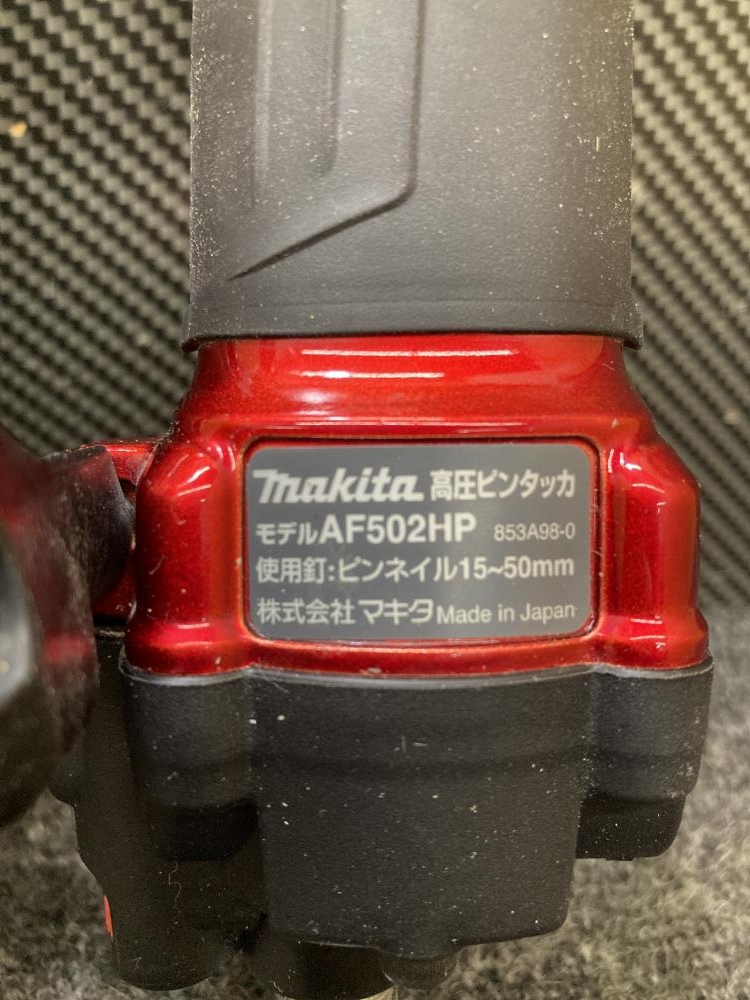 makita 高圧ピンタッカ
モデルAF502HP 853A98-0
使用釘:ピンネイル15~50mm
株式会社マキタ Made in Japan